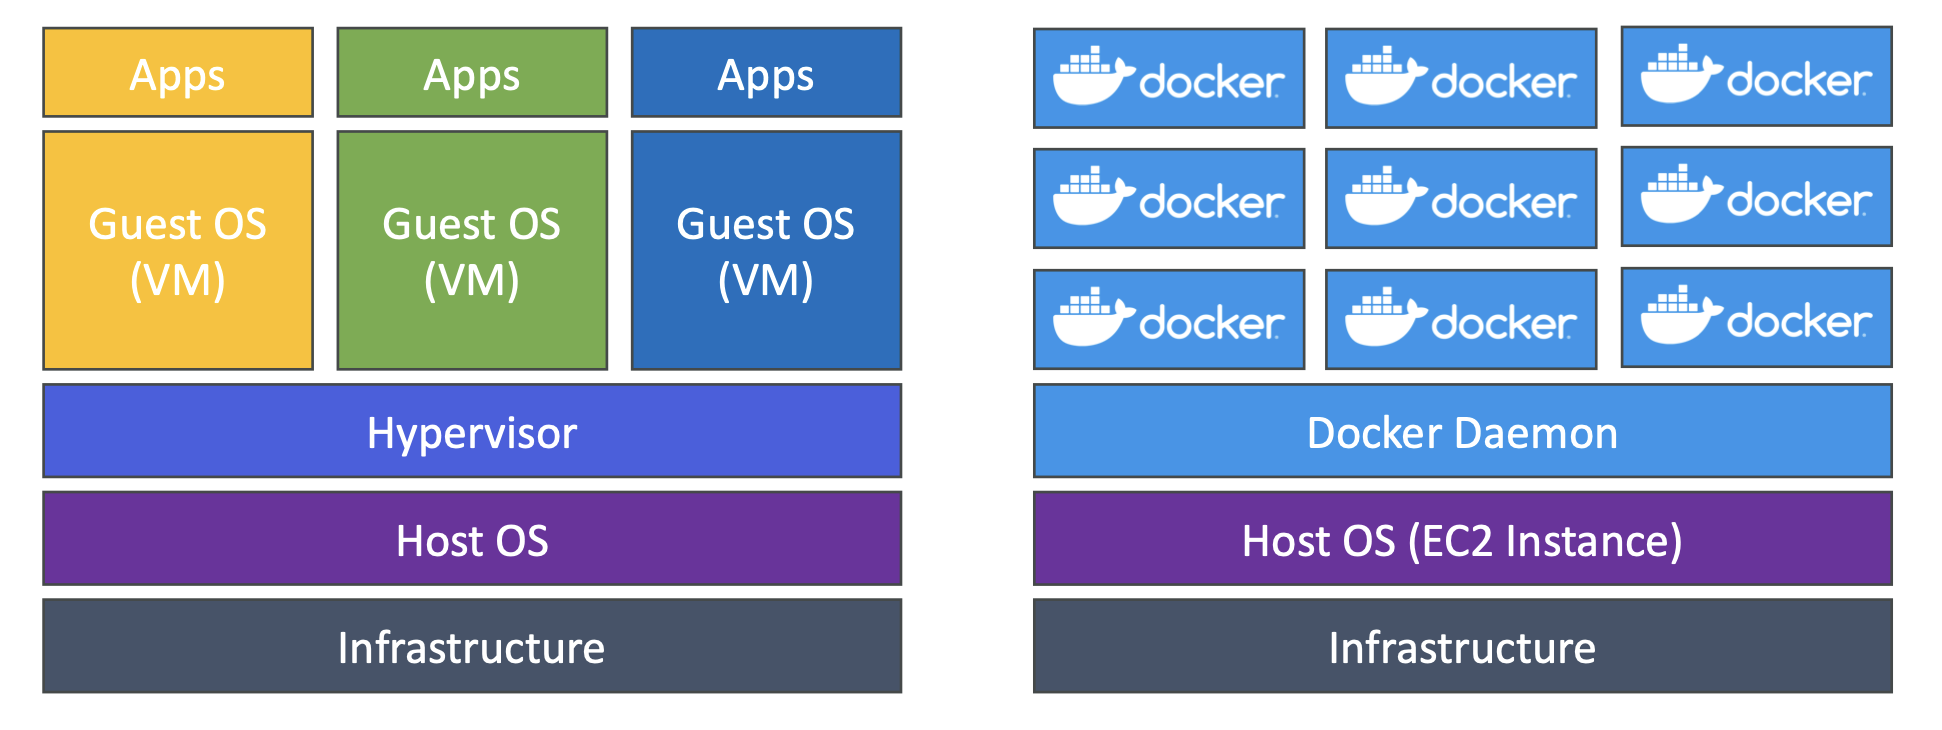 Apps
Apps
Apps
Guest OS
(VM)
Guest OS
(VM)
Guest OS
(VM)
Hypervisor
Host OS
Infrastructure
docker
docker
docker
docker
docker
docker
docker
docker
docker
Docker Daemon
Host OS (EC2 Instance)
Infrastructure